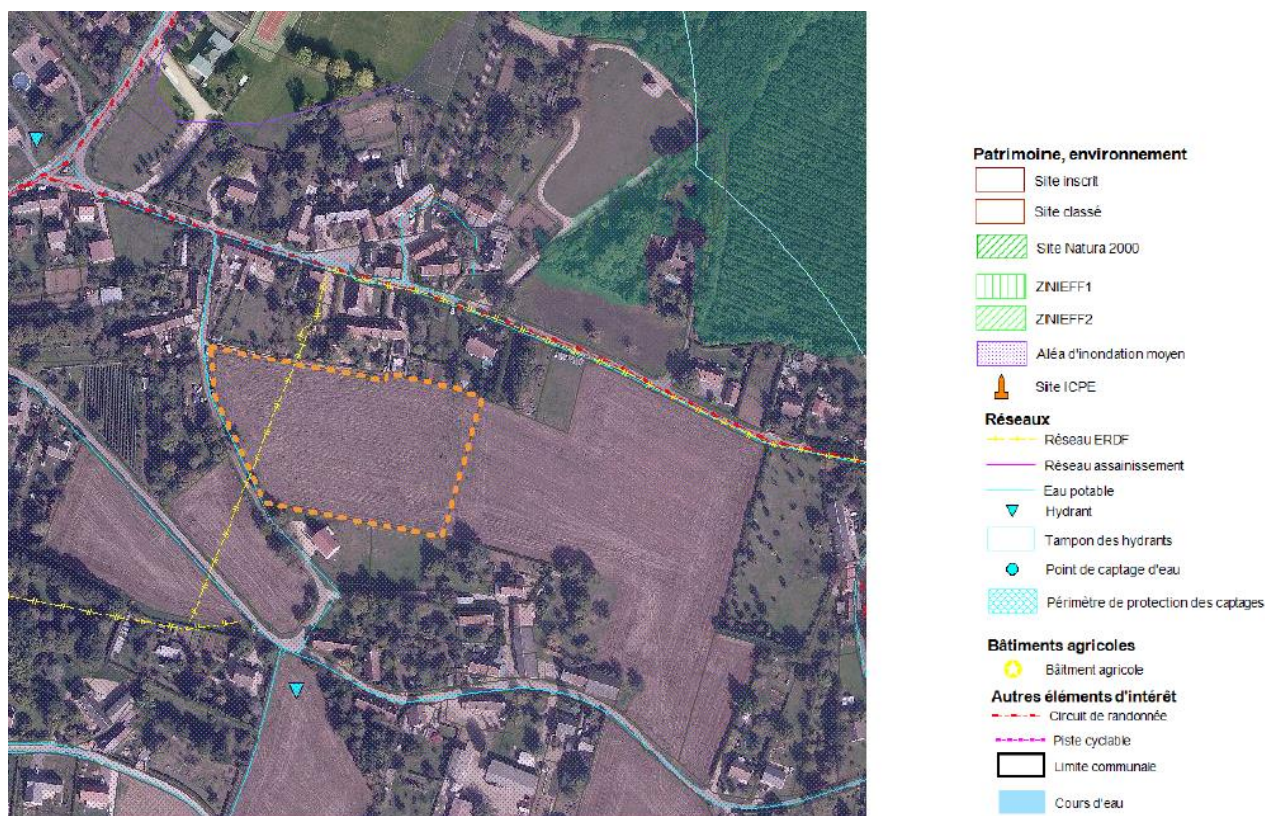 Patrimoine, environnement
Site inscrit
Site classé
Site Natura 2000
ZNIEFF1
ZNIEFF2
Aléa d'inondation moyen
Site ICPE
Réseaux
Réseau ERDF
Réseau assainissement
Eau potable
Hydrant
Tampon des hydrants
Point de captage d'eau
Périmètre de protection des captages
Bâtiments agricoles
Bâtiment agricole
Autres éléments d'intérêt
Circuit de randonnée
Piste cyclable
Limite communale
Cours d'eau